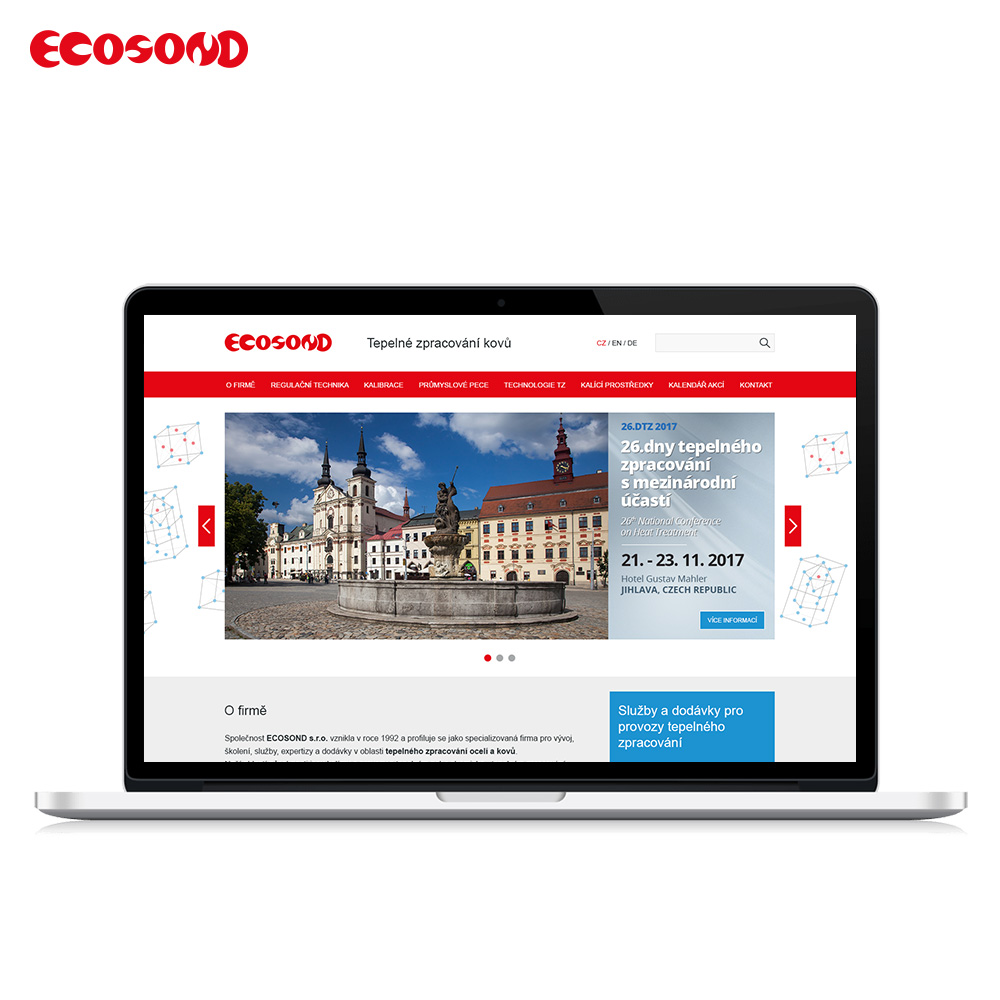 ECOSOND
ECOSOND
Tepelné zpracování kovů
CZ / EN / DE
O FIRMĚ REGULAČNÍ TECHNIKA KALIBRACE PRŮMYSLOVÉ PECE TECHNOLOGIE TZ KALÍCÍ PROSTŘEDKY KALENDÁŘ AKCÍ KONTAKT
26.DTZ 2017
26.dny tepelného
zpracování
s mezinárodní
účastí
26th National Conference
on Heat Treatment
21. - 23. 11. 2017
Hotel Gustav Mahler
JIHLAVA, CZECH REPUBLIC
VÍCE INFORMACÍ
O firmě
Společnost ECOSOND s.r.o. vznikla v roce 1992 a profiluje se jako specializovaná firma pro vývoj,
školení, služby, expertizy a dodávky v oblasti tepelného zpracování ocelí a kovů.
Služby a dodávky pro
provozy tepelného
zpracování